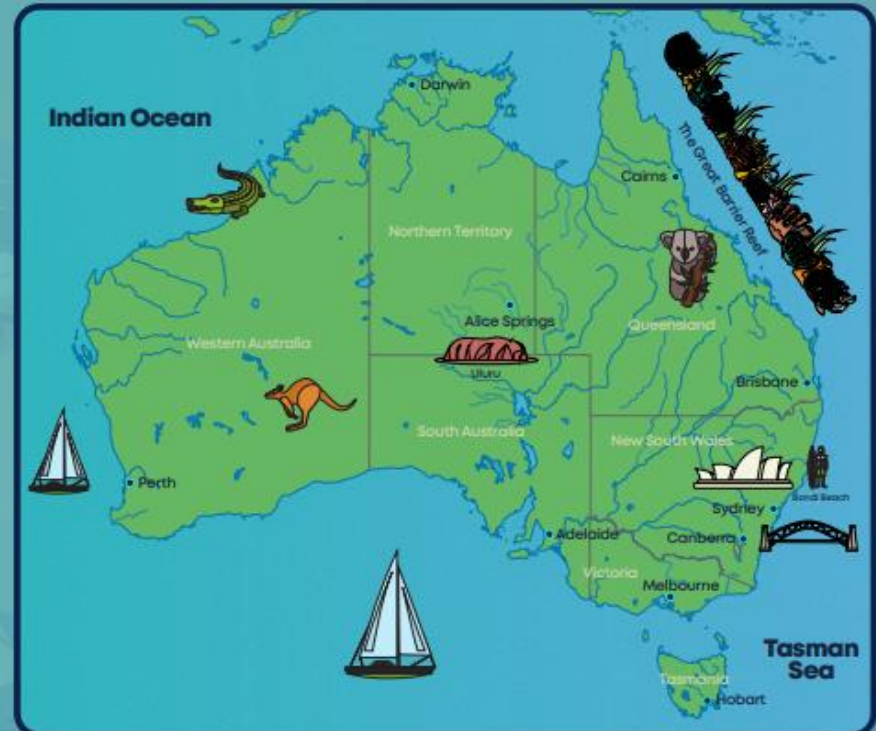 Darwin
Indian Ocean
The Great Barrier Reef
Cairns
Northern Territory
Alice Springs
Queensland
Western Australia
Uluru
Brisbane
South Australia
New South Wales
Perth
Bondi Beach
Sydney
Adelaide
Canberra
Victoria
Melbourne
Tasman
Sea
Tasmania
Hobart